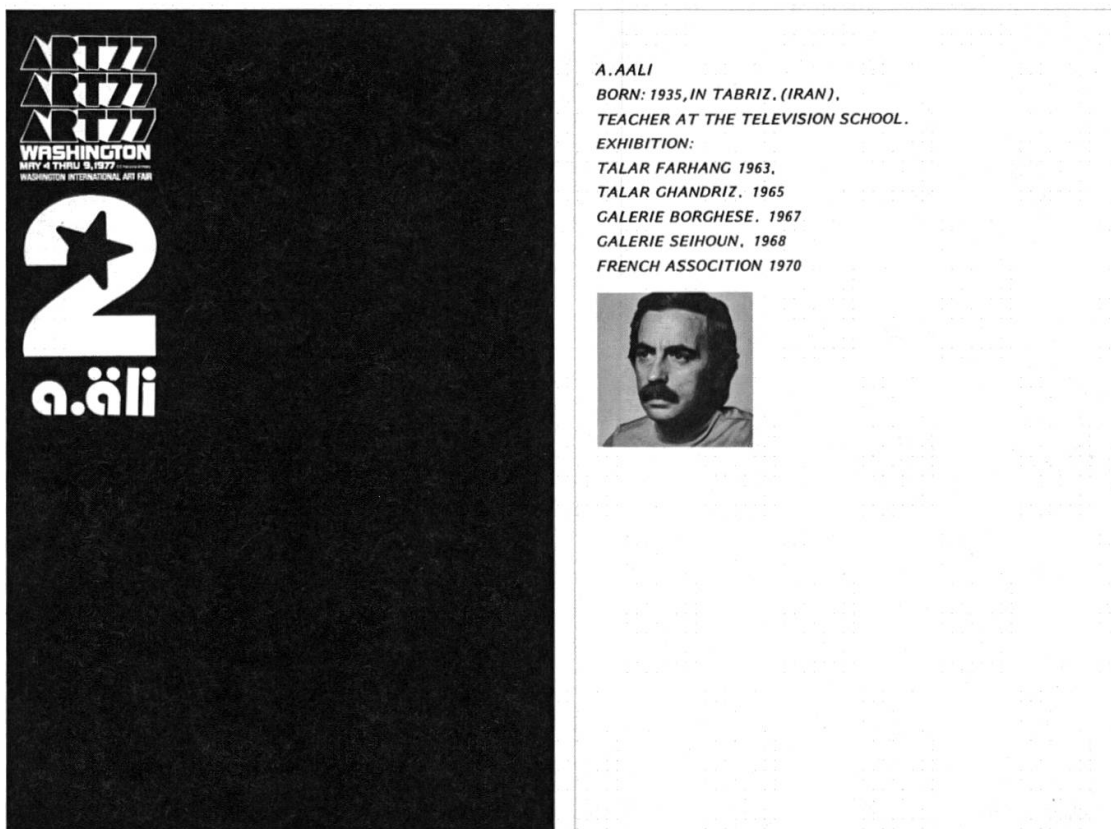 ART77
ART77
ART77
WASHINGTON
MAY 4 THRU 9, 1977
WASHINGTON INTERNATIONAL ART FAIR
2
a.äli
A.AALI
BORN: 1935, IN TABRIZ, (IRAN),
TEACHER AT THE TELEVISION SCHOOL.
EXHIBITION:
TALAR FARHANG 1963,
TALAR GHANDRIZ, 1965
GALERIE BORGHESE. 1967
GALERIE SEIHOUN, 1968
FRENCH ASSOCITION 1970